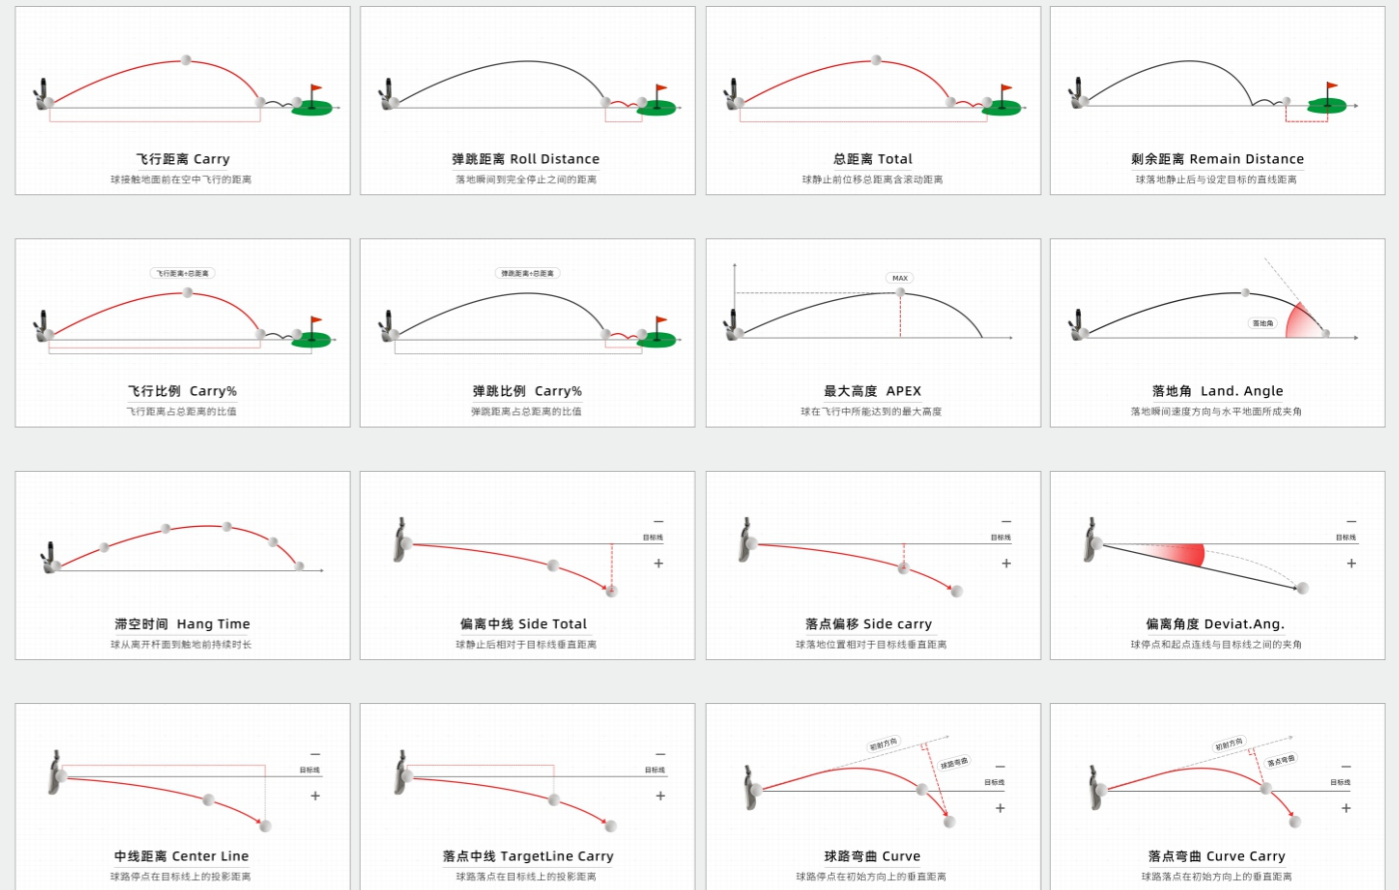 飞行距离 Carry
球接触地面前在空中飞行的距离
弹跳距离 Roll Distance
落地瞬间到完全停止之间的距离
总距离 Total
球静止前位移总距离含滚动距离
剩余距离 Remain Distance
球落地静止后与设定目标的直线距离
飞行距离÷总距离
飞行比例 Carry%
飞行距离占总距离的比值
弹跳距离÷总距离
弹跳比例 Carry%
弹跳距离占总距离的比值
MAX
最大高度 APEX
球在飞行中所能达到的最大高度
落地角
落地角 Land. Angle
落地瞬间速度方向与水平地面所成夹角
滞空时间 Hang Time
球从离开杆面到触地前持续时长
−
目标线
+
偏离中线 Side Total
球静止后相对于目标线垂直距离
−
目标线
+
落点偏移 Side carry
球落地位置相对于目标线垂直距离
−
目标线
+
偏离角度 Deviat.Ang.
球停点和起点连线与目标线之间的夹角
−
目标线
+
中线距离 Center Line
球路停点在目标线上的投影距离
−
目标线
+
落点中线 TargetLine Carry
球路落点在目标线上的投影距离
初射方向
球路弯曲
−
目标线
+
球路弯曲 Curve
球路停点在初始方向上的垂直距离
初射方向
落点弯曲
−
目标线
+
落点弯曲 Curve Carry
球路落点在初始方向上的垂直距离